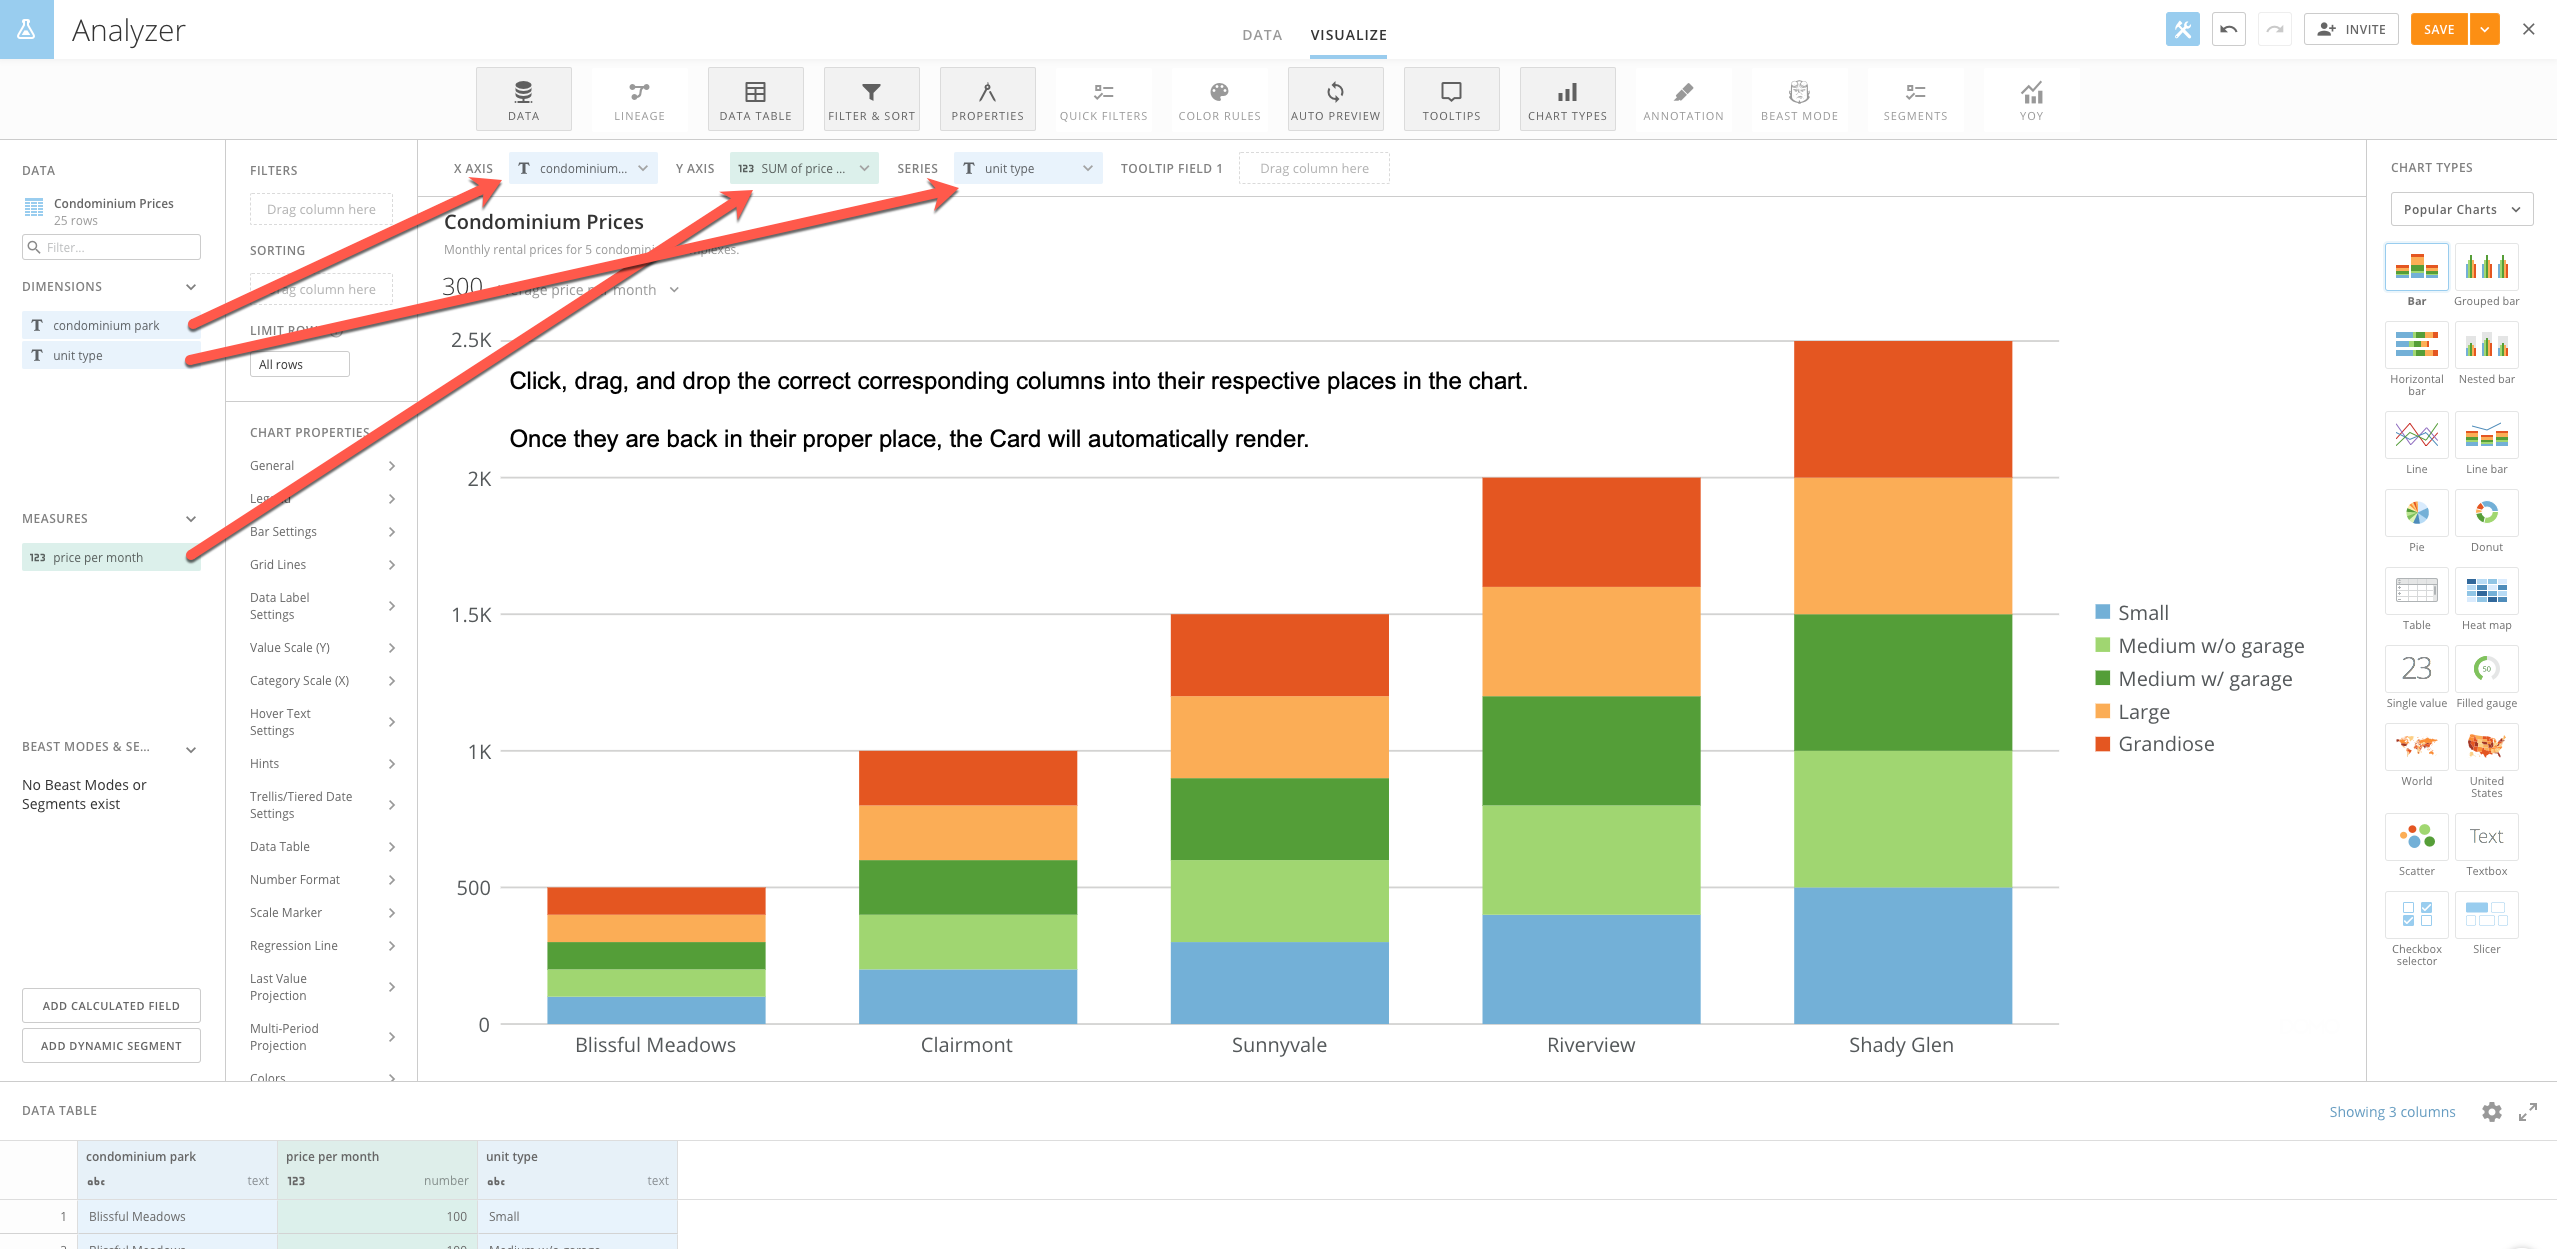 Analyzer
DATA
VISUALIZE
INVITE
SAVE
DATA
LINEAGE
DATA TABLE
FILTER & SORT
PROPERTIES
QUICK FILTERS
COLOR RULES
AUTO PREVIEW
TOOLTIPS
CHART TYPES
ANNOTATION
BEAST MODE
SEGMENTS
YOY
DATA
Condominium Prices
25 rows
Filter...
DIMENSIONS
T condominium park
T unit type
MEASURES
123 price per month
BEAST MODES & SE...
No Beast Modes or
Segments exist
ADD CALCULATED FIELD
ADD DYNAMIC SEGMENT
FILTERS
Drag column here
SORTING
column here
LIMIT
All rows
CHART PROPERTIES
General
Bar Settings
Grid Lines
Data Label
Settings
Value Scale (Y)
Category Scale (X)
Hover Text
Settings
Hints
Trellis/Tiered Date
Settings
Data Table
Number Format
Scale Marker
Regression Line
Last Value
Projection
Multi-Period
Projection
Colors
X AXIS
T condominium...
Y AXIS
123 SUM of price ...
SERIES
T unit type
TOOLTIP FIELD 1
Drag column here
Condominium Prices
Monthly rental prices for 5
300
price per month
Click, drag, and drop the correct corresponding columns into their respective places in the chart.
Once they are back in their proper place, the Card will automatically render.
2.5K
2K
1.5K
1K
500
0
Blissful Meadows
Clairmont
Sunnyvale
Riverview
Shady Glen
Small
Medium w/o garage
Medium w/ garage
Large
Grandiose
CHART TYPES
Popular Charts
Bar
Grouped bar
Horizontal
bar
Nested bar
Line
Line bar
Pie
Donut
Table
Heat map
23
50
Single value
Filled gauge
World
United
States
Text
Scatter
Textbox
Checkbox
selector
Slicer
DATA TABLE
Showing 3 columns
condominium park
price per month
unit type
abc text
123 number
abc text
1 Blissful Meadows 100 Small